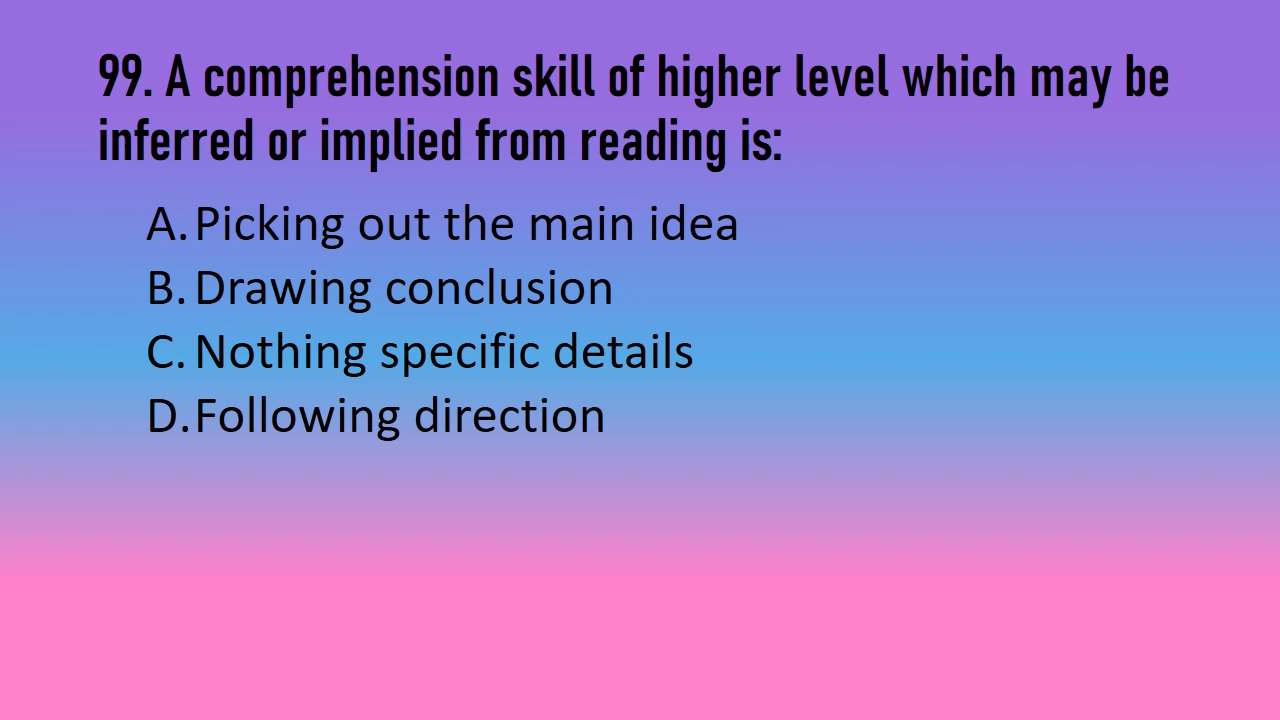 99. A comprehension skill of higher level which may be
inferred or implied from reading is:
A. Picking out the main idea
B. Drawing conclusion
C. Nothing specific details
D. Following direction